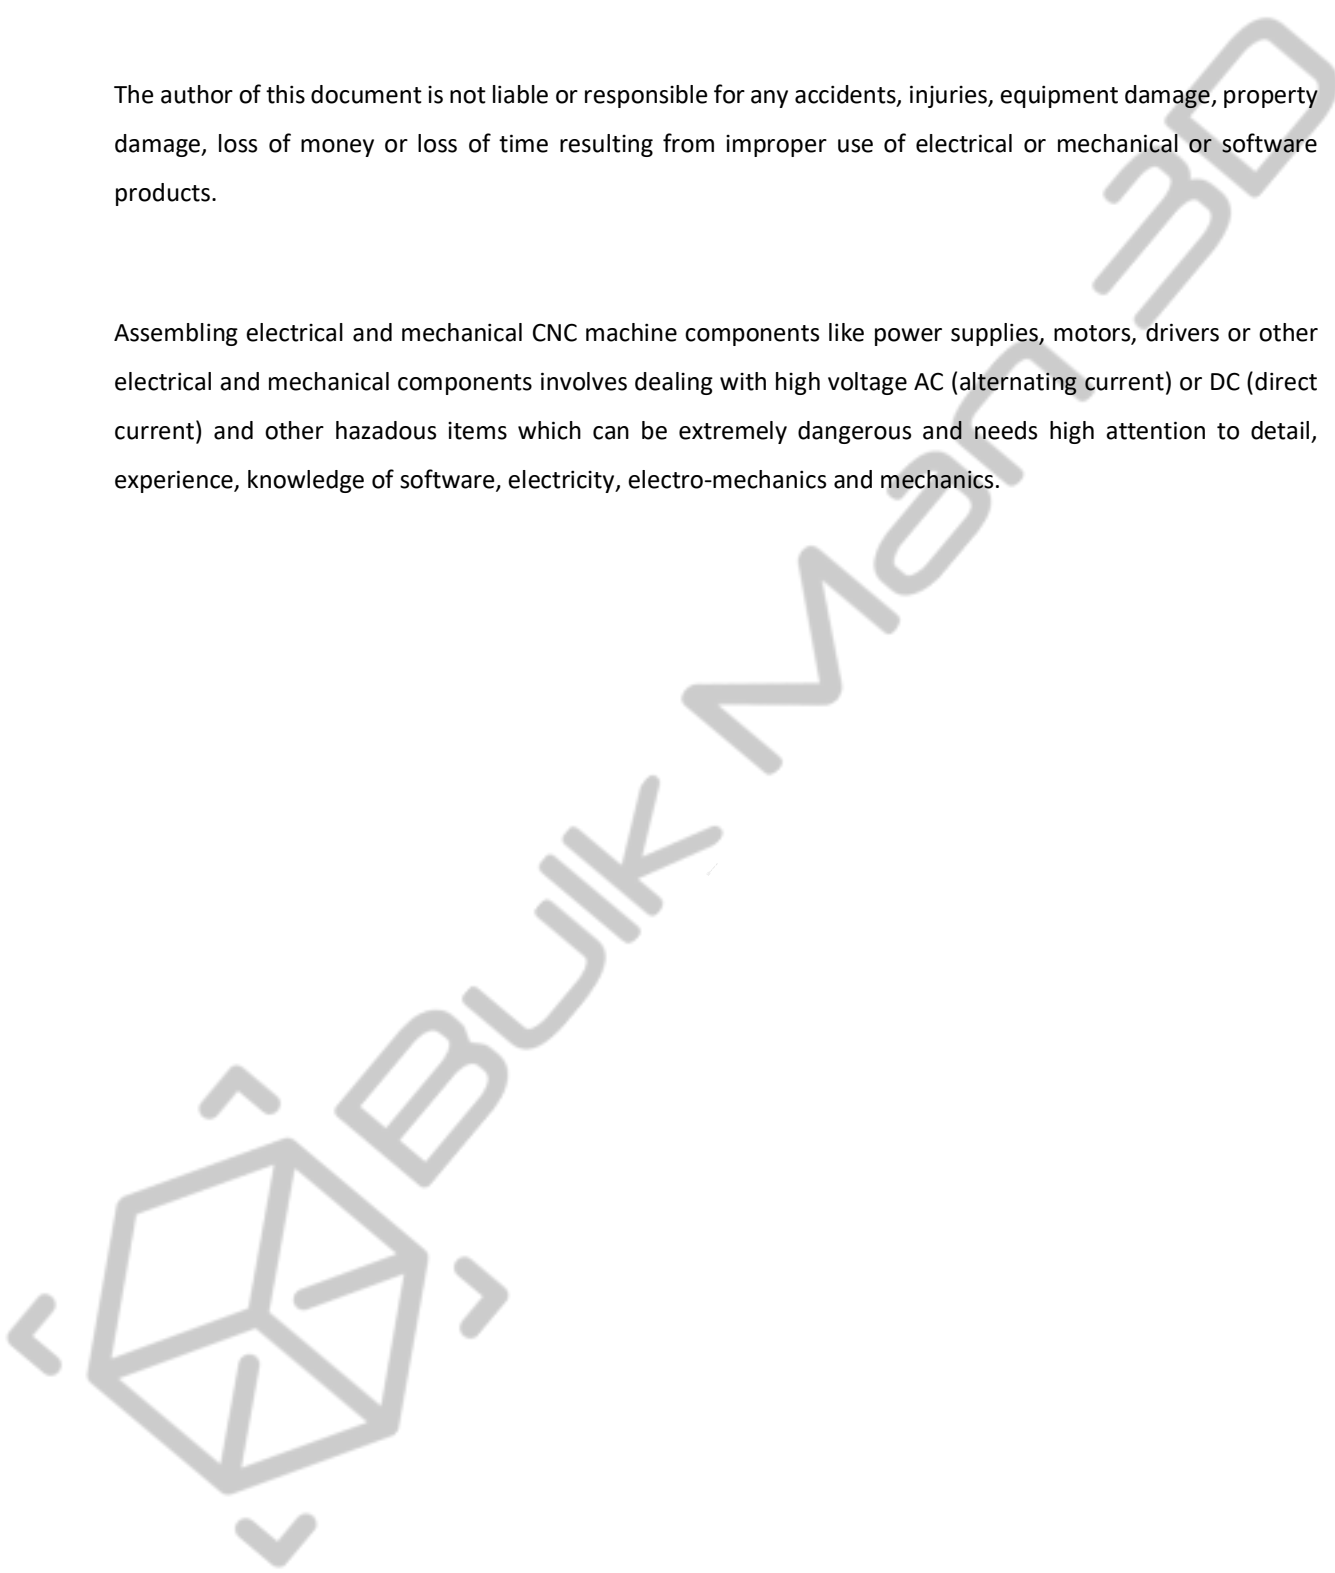 The author of this document is not liable or responsible for any accidents, injuries, equipment damage, property
damage, loss of money or loss of time resulting from improper use of electrical or mechanical or software
products.
Assembling electrical and mechanical CNC machine components like power supplies, motors, drivers or other
electrical and mechanical components involves dealing with high voltage AC (alternating current) or DC (direct
current) and other hazadous items which can be extremely dangerous and needs high attention to detail,
experience, knowledge of software, electricity, electro-mechanics and mechanics.
Bulk Man 3D